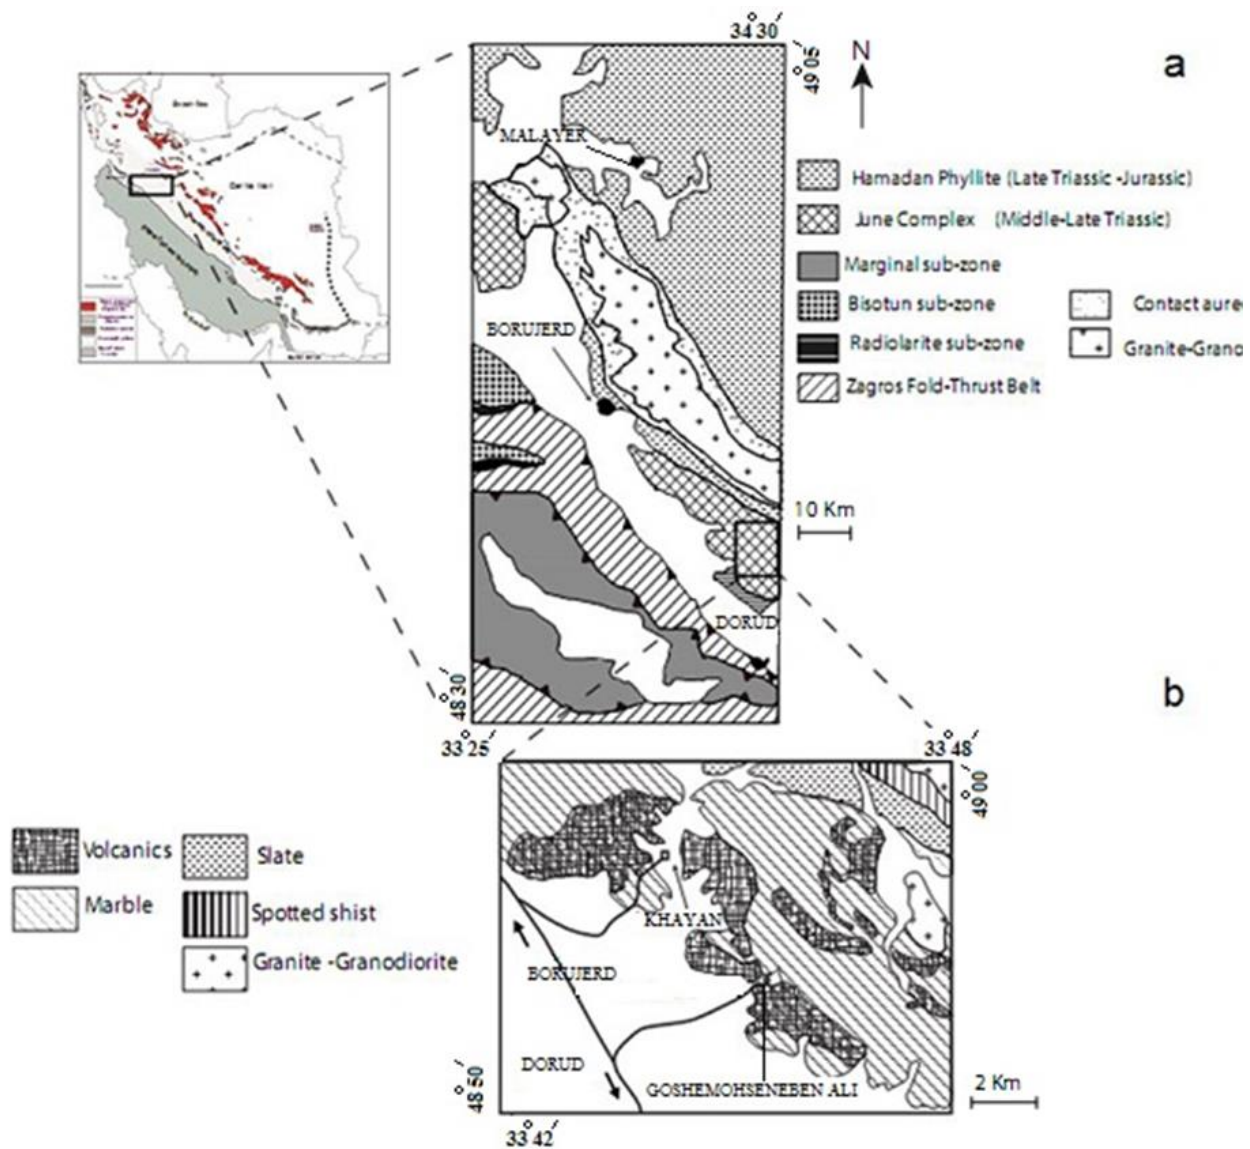 34°30′
49°05′
N
a
MALAYER
Hamadan Phyllite (Late Triassic -Jurassic)
June Complex (Middle-Late Triassic)
Marginal sub-zone
Bisotun sub-zone
Contact aure
BORUJERD
Radiolarite sub-zone
Granite-Grano
Zagros Fold-Thrust Belt
10 Km
DORUD
48°30′
b
33°25′
33°48′
49°00′
Volcanics
Slate
Marble
Spotted shist
Granite -Granodiorite
KHAYAN
BORUJERD
DORUD
GOSHEMOHSENEBEN ALI
2 Km
48°50′
33°42′